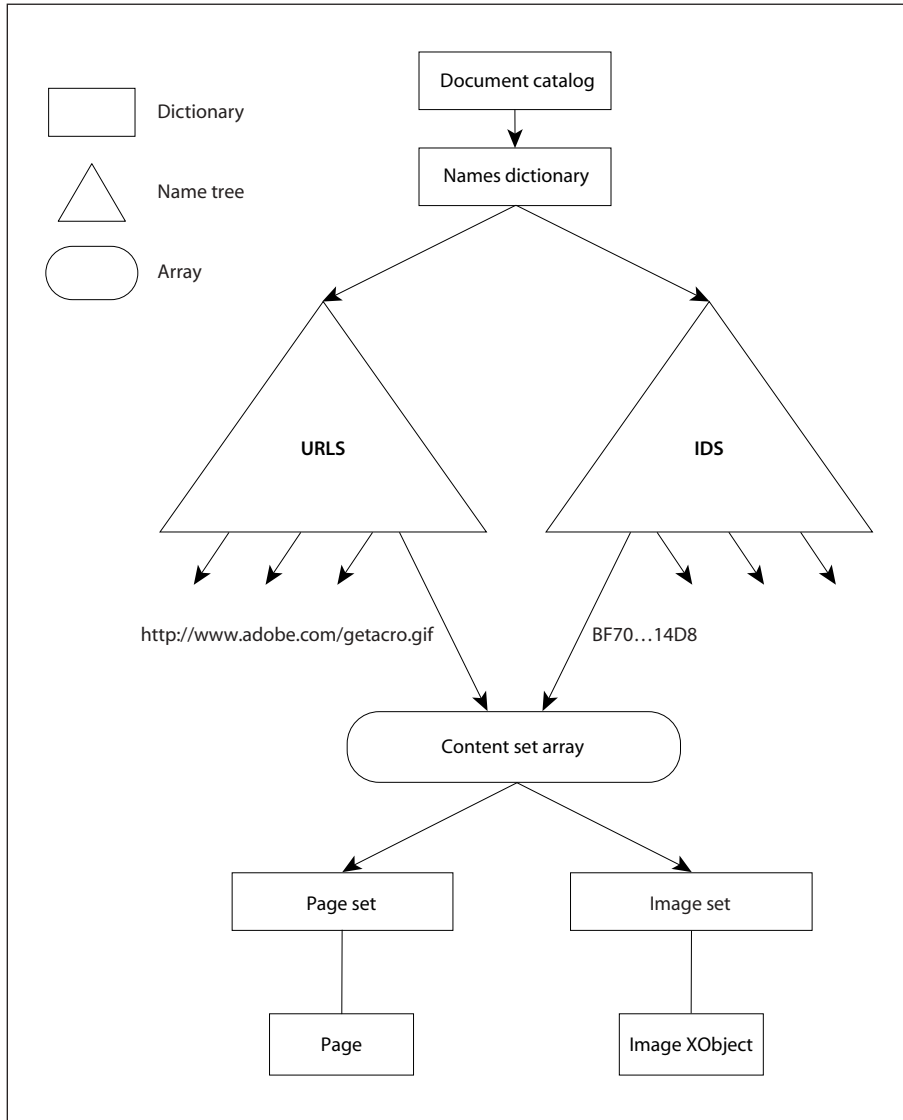 Document catalog
Dictionary
Names dictionary
Name tree
Array
URLS
IDS
http://www.adobe.com/getacro.gif
BF70…14D8
Content set array
Page set
Image set
Page
Image XObject